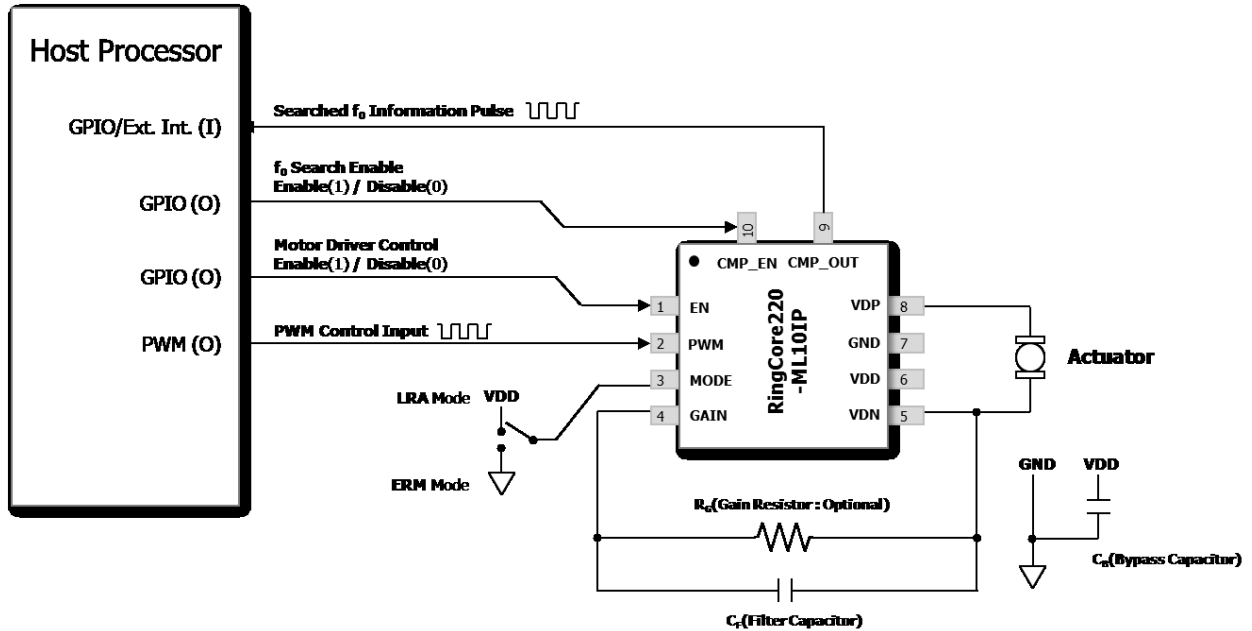 Host Processor
Searched f₀ Information Pulse
GPIO/Ext. Int. (I)
f₀ Search Enable
Enable(1) / Disable(0)
GPIO (O)
Motor Driver Control
Enable(1) / Disable(0)
GPIO (O)
PWM Control Input
PWM (O)
LRA Mode
VDD
ERM Mode
10
9
CMP_EN
CMP_OUT
1
EN
2
PWM
3
MODE
4
GAIN
RingCore220
-ML10IP
VDP
8
GND
7
VDD
6
VDN
5
Actuator
GND
VDD
C_B(Bypass Capacitor)
R_G(Gain Resistor : Optional)
C_F(Filter Capacitor)